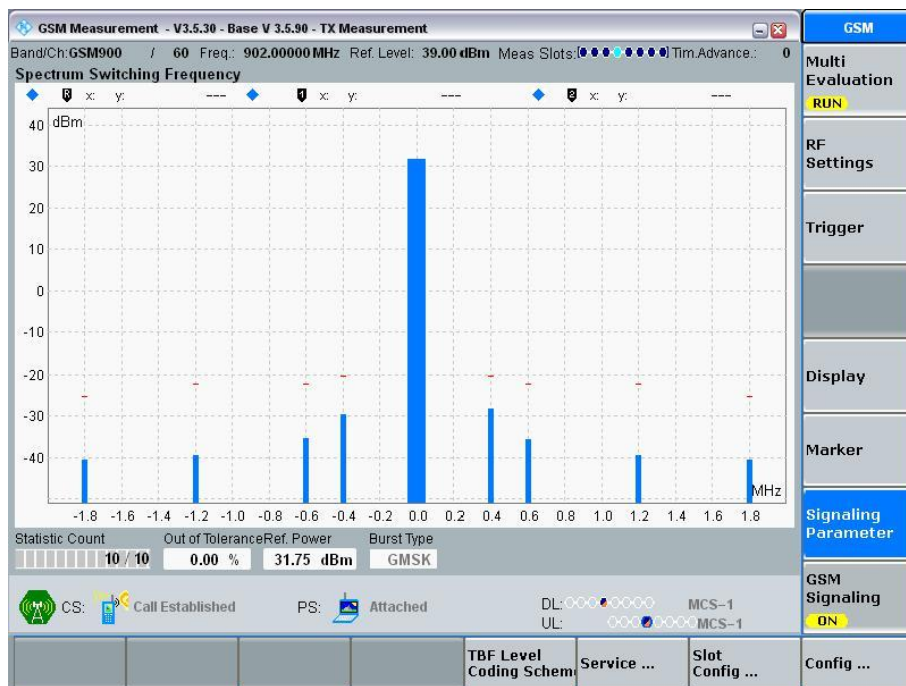 GSM Measurement - V3.5.30 - Base V 3.5.90 - TX Measurement
GSM
Band/Ch: GSM900 / 60 Freq.: 902.00000 MHz Ref. Level: 39.00 dBm Meas Slots: Tim.Advance.: 0
Spectrum Switching Frequency
R x: y: --- 1 x: y: --- 2 x: y: ---
dBm
40
30
20
10
0
-10
-20
-30
-40
MHz
-1.8 -1.6 -1.4 -1.2 -1.0 -0.8 -0.6 -0.4 -0.2 0.0 0.2 0.4 0.6 0.8 1.0 1.2 1.4 1.6 1.8
Statistic Count Out of Tolerance Ref. Power Burst Type
10 / 10 0.00 % 31.75 dBm GMSK
CS: Call Established PS: Attached DL: MCS-1
UL: MCS-1
Multi
Evaluation
RUN
RF
Settings
Trigger
Display
Marker
Signaling
Parameter
GSM
Signaling
ON
TBF Level
Coding Schem
Service ...
Slot
Config ...
Config ...